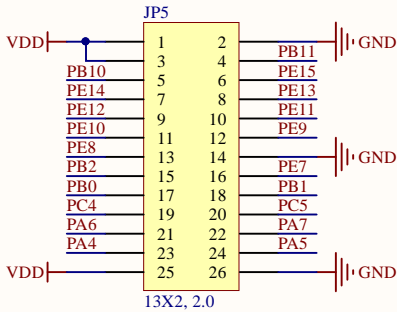 JP5
VDD 1 2 GND
3 4 PB11
PB10 5 6 PE15
PE14 7 8 PE13
PE12 9 10 PE11
PE10 11 12 PE9
PE8 13 14 GND
PB2 15 16 PE7
PB0 17 18 PB1
PC4 19 20 PC5
PA6 21 22 PA7
PA4 23 24 PA5
VDD 25 26 GND
13X2, 2.0